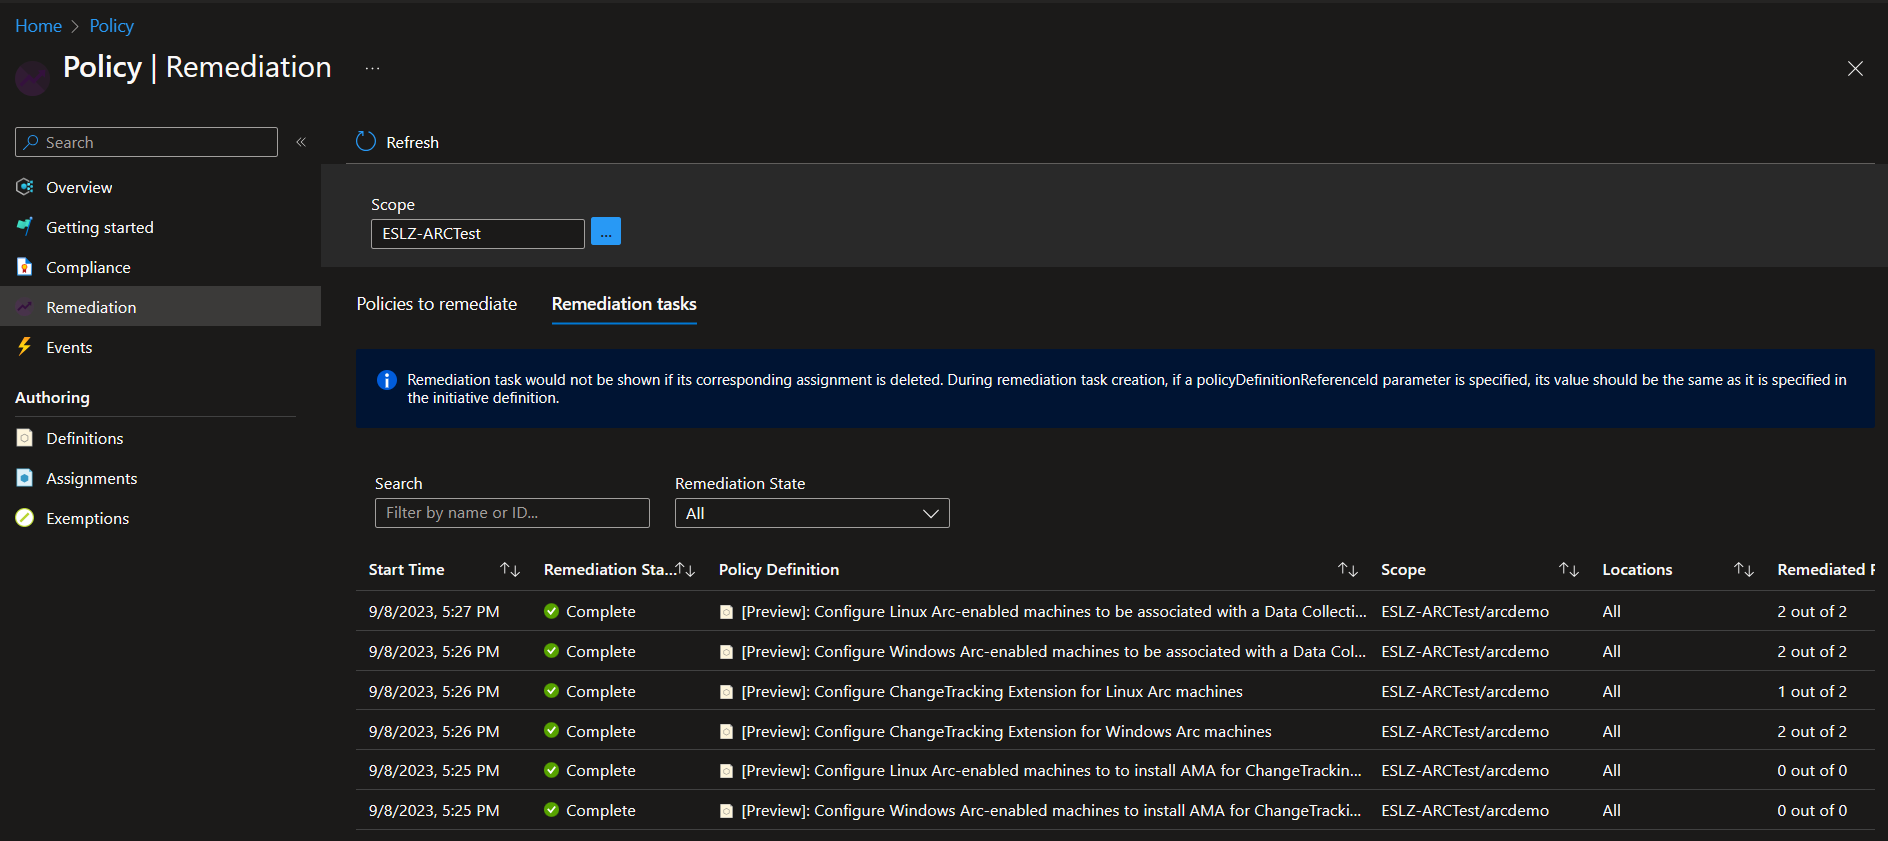 Home > Policy
Policy | Remediation ...
Search
«
Overview
Getting started
Compliance
Remediation
Events
Authoring
Definitions
Assignments
Exemptions
Refresh
Scope
ESLZ-ARCTest ...
Policies to remediate Remediation tasks
Remediation task would not be shown if its corresponding assignment is deleted. During remediation task creation, if a policyDefinitionReferenceId parameter is specified, its value should be the same as it is specified in
the initiative definition.
Search Remediation State
Filter by name or ID... All
Start Time Remediation Sta... Policy Definition Scope Locations Remediated R
9/8/2023, 5:27 PM Complete [Preview]: Configure Linux Arc-enabled machines to be associated with a Data Collecti... ESLZ-ARCTest/arcdemo All 2 out of 2
9/8/2023, 5:26 PM Complete [Preview]: Configure Windows Arc-enabled machines to be associated with a Data Col... ESLZ-ARCTest/arcdemo All 2 out of 2
9/8/2023, 5:26 PM Complete [Preview]: Configure ChangeTracking Extension for Linux Arc machines ESLZ-ARCTest/arcdemo All 1 out of 2
9/8/2023, 5:26 PM Complete [Preview]: Configure ChangeTracking Extension for Windows Arc machines ESLZ-ARCTest/arcdemo All 2 out of 2
9/8/2023, 5:25 PM Complete [Preview]: Configure Linux Arc-enabled machines to to install AMA for ChangeTrackin... ESLZ-ARCTest/arcdemo All 0 out of 0
9/8/2023, 5:25 PM Complete [Preview]: Configure Windows Arc-enabled machines to install AMA for ChangeTracki... ESLZ-ARCTest/arcdemo All 0 out of 0